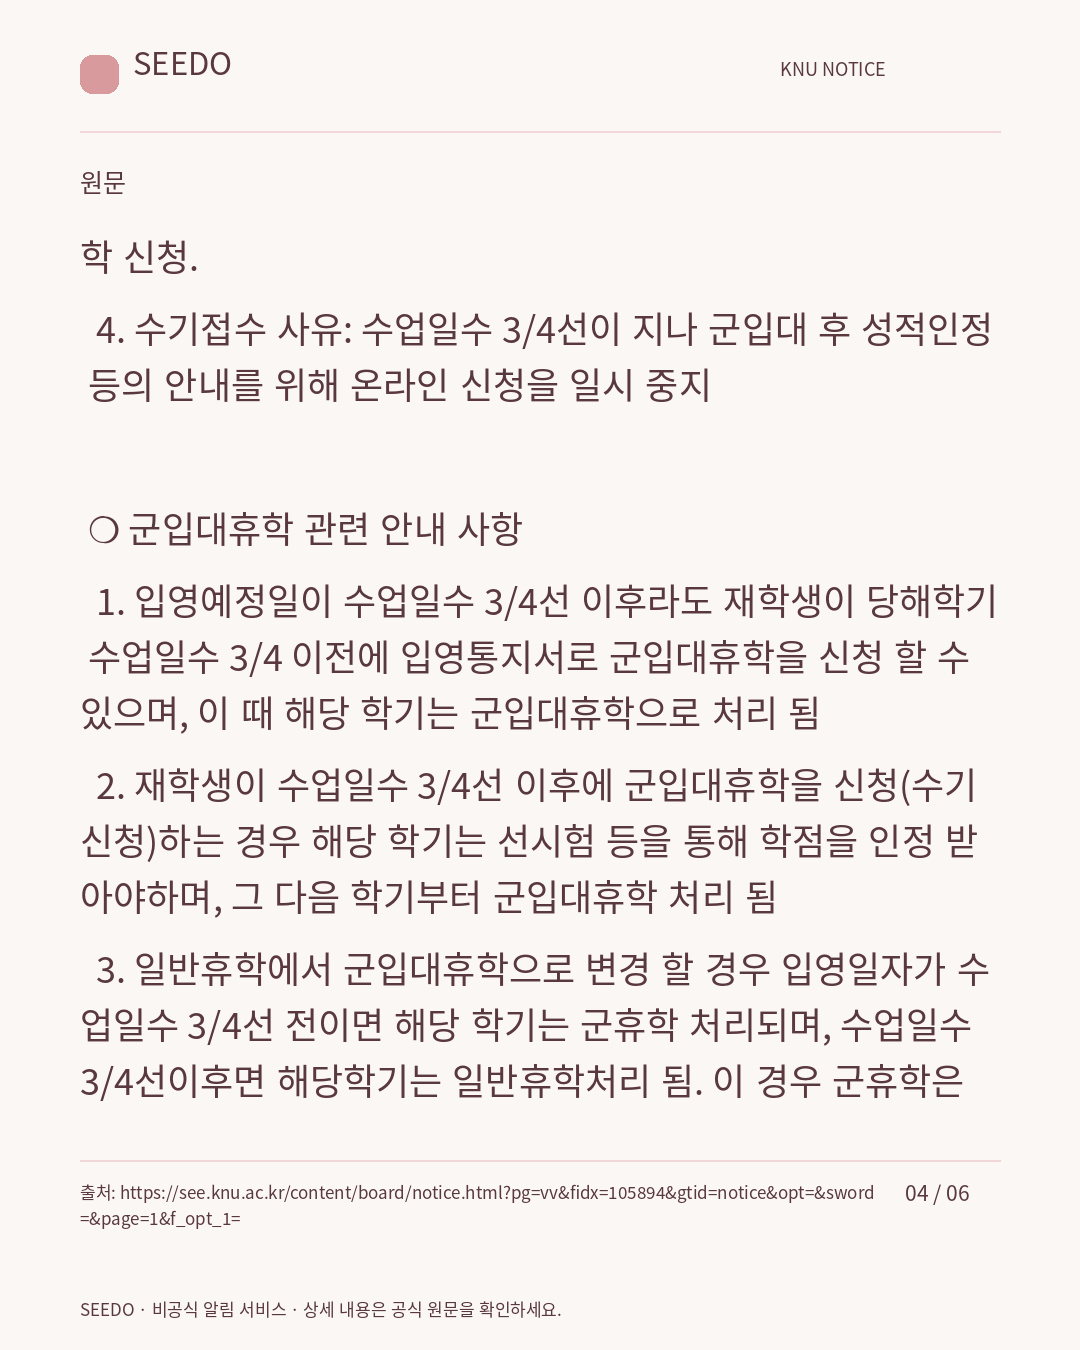 SEEDO
KNU NOTICE
원문
학 신청.
4. 수기접수 사유: 수업일수 3/4선이 지나 군입대 후 성적인정
등의 안내를 위해 온라인 신청을 일시 중지
❍ 군입대휴학 관련 안내 사항
1. 입영예정일이 수업일수 3/4선 이후라도 재학생이 당해학기
수업일수 3/4 이전에 입영통지서로 군입대휴학을 신청 할 수
있으며, 이 때 해당 학기는 군입대휴학으로 처리 됨
2. 재학생이 수업일수 3/4선 이후에 군입대휴학을 신청(수기
신청)하는 경우 해당 학기는 선시험 등을 통해 학점을 인정 받
아야하며, 그 다음 학기부터 군입대휴학 처리 됨
3. 일반휴학에서 군입대휴학으로 변경 할 경우 입영일자가 수
업일수 3/4선 전이면 해당 학기는 군휴학 처리되며, 수업일수
3/4선이후면 해당학기는 일반휴학처리 됨. 이 경우 군휴학은
출처: https://see.knu.ac.kr/content/board/notice.html?pg=vv&fidx=105894&gtid=notice&opt=&sword
=&page=1&f_opt_1=
04 / 06
SEEDO · 비공식 알림 서비스 · 상세 내용은 공식 원문을 확인하세요.